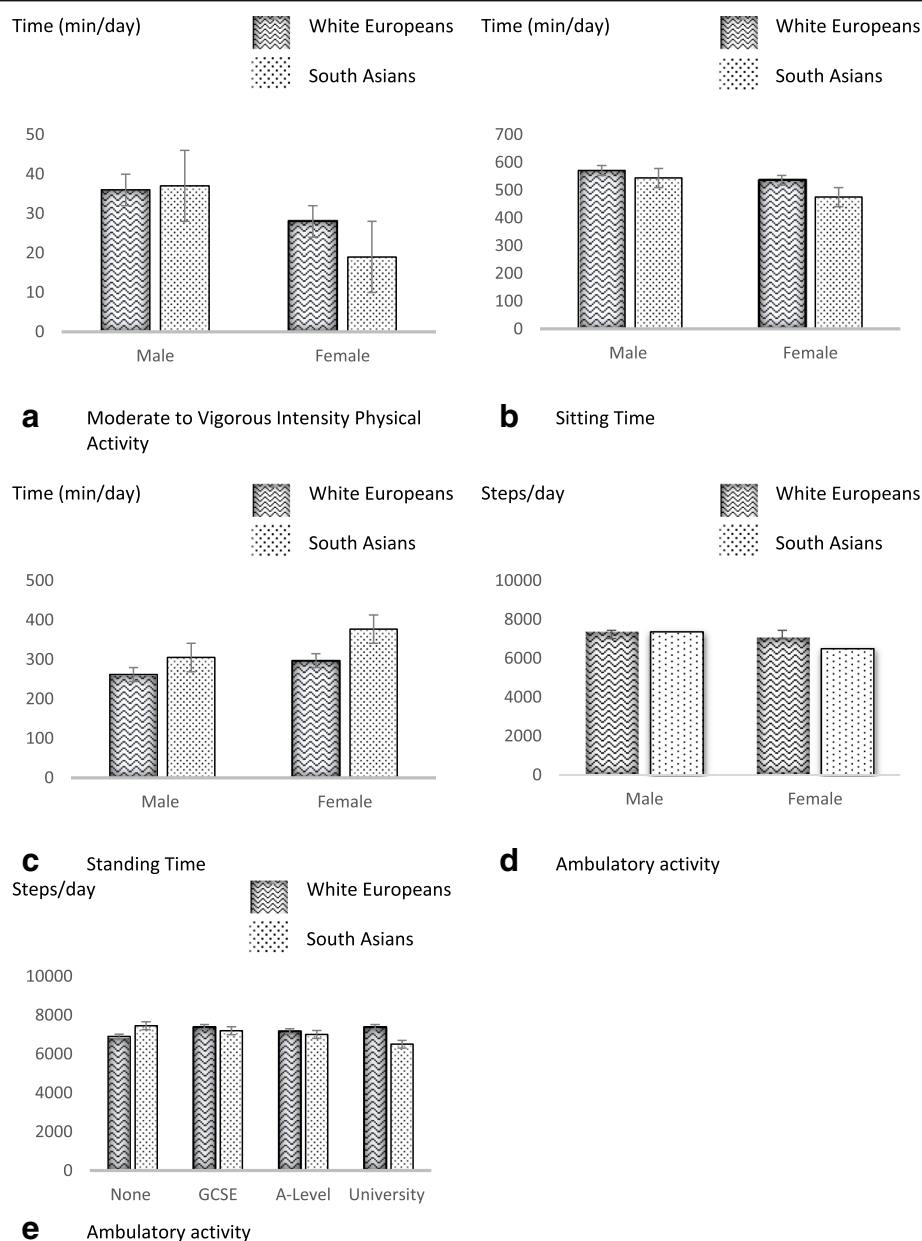 Time (min/day)
White Europeans
South Asians
50
40
30
20
10
0
Male Female
a Moderate to Vigorous Intensity Physical
Activity
Time (min/day)
White Europeans
South Asians
700
600
500
400
300
200
100
0
Male Female
b Sitting Time
Time (min/day)
White Europeans
South Asians
500
400
300
200
100
0
Male Female
c Standing Time
Steps/day
White Europeans
South Asians
10000
8000
6000
4000
2000
0
Male Female
d Ambulatory activity
Steps/day
White Europeans
South Asians
10000
8000
6000
4000
2000
0
None GCSE A-Level University
e Ambulatory activity